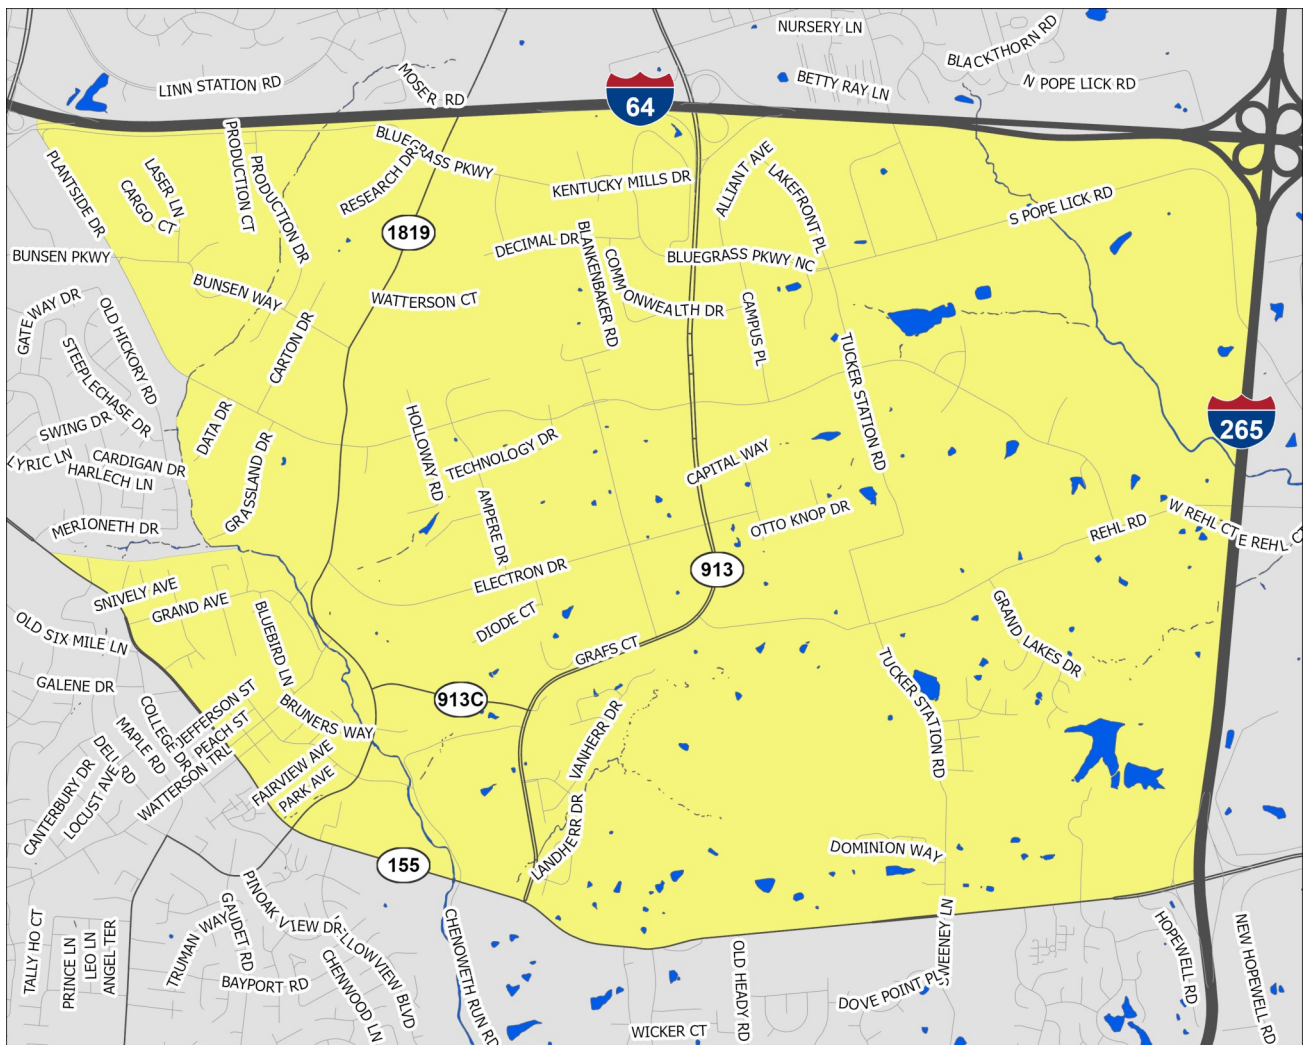 NURSERY LN
BLACKTHORN RD
LINN STATION RD
MOSER RD
64
BETTY RAY LN
N POPE LICK RD
PLANTSIDE DR
LASER LN
CARGO CT
PRODUCTION CT
PRODUCTION DR
RESEARCH DR
BLUEGRASS PKWY
KENTUCKY MILLS DR
ALLIANT AVE
LAKEFRONT PL
S POPE LICK RD
1819
BUNSEN PKWY
DECIMAL DR
BLUEGRASS PKWY NC
BUNSEN WAY
WATTERSON CT
BLANKENBAKER RD
COMMONWEALTH DR
CAMPUS PL
GATEWAY DR
OLD HICKORY RD
STEEPLECHASE DR
CARTON DR
TUCKER STATION RD
265
SWING DR
DATA DR
GRASSLAND DR
HOLLOWAY RD
TECHNOLOGY DR
CAPITAL WAY
LYRIC LN
CARDIGAN DR
HARLECH LN
AMPERE DR
OTTO KNOP DR
REHL RD
W REHL CT
E REHL CT
MERIONETH DR
ELECTRON DR
913
SNIVELY AVE
GRAND AVE
BLUEBIRD LN
DIODE CT
GRAFS CT
GRAND LAKES DR
OLD SIX MILE LN
GALENE DR
913C
TUCKER STATION RD
COLLEGE DR
JEFFERSON ST
PEACH ST
BRUNERS WAY
MAPLE RD
DELL RD
WATTERSON TRL
VANHERR DR
CANTERBURY DR
LOCUST AVE
FAIRVIEW AVE
PARK AVE
LANDHERR DR
155
DOMINION WAY
TALLY HO CT
PRINCE LN
LEO LN
ANGEL TER
TRUMAN WAY
GAUDET RD
PINOAK VIEW DR
BAYPORT RD
CHENWOOD LN
CHENOWETH RUN RD
OLD HEADY RD
WICKER CT
DOVE POINT PL
SWEENEY LN
HOPEWELL RD
NEW HOPEWELL RD